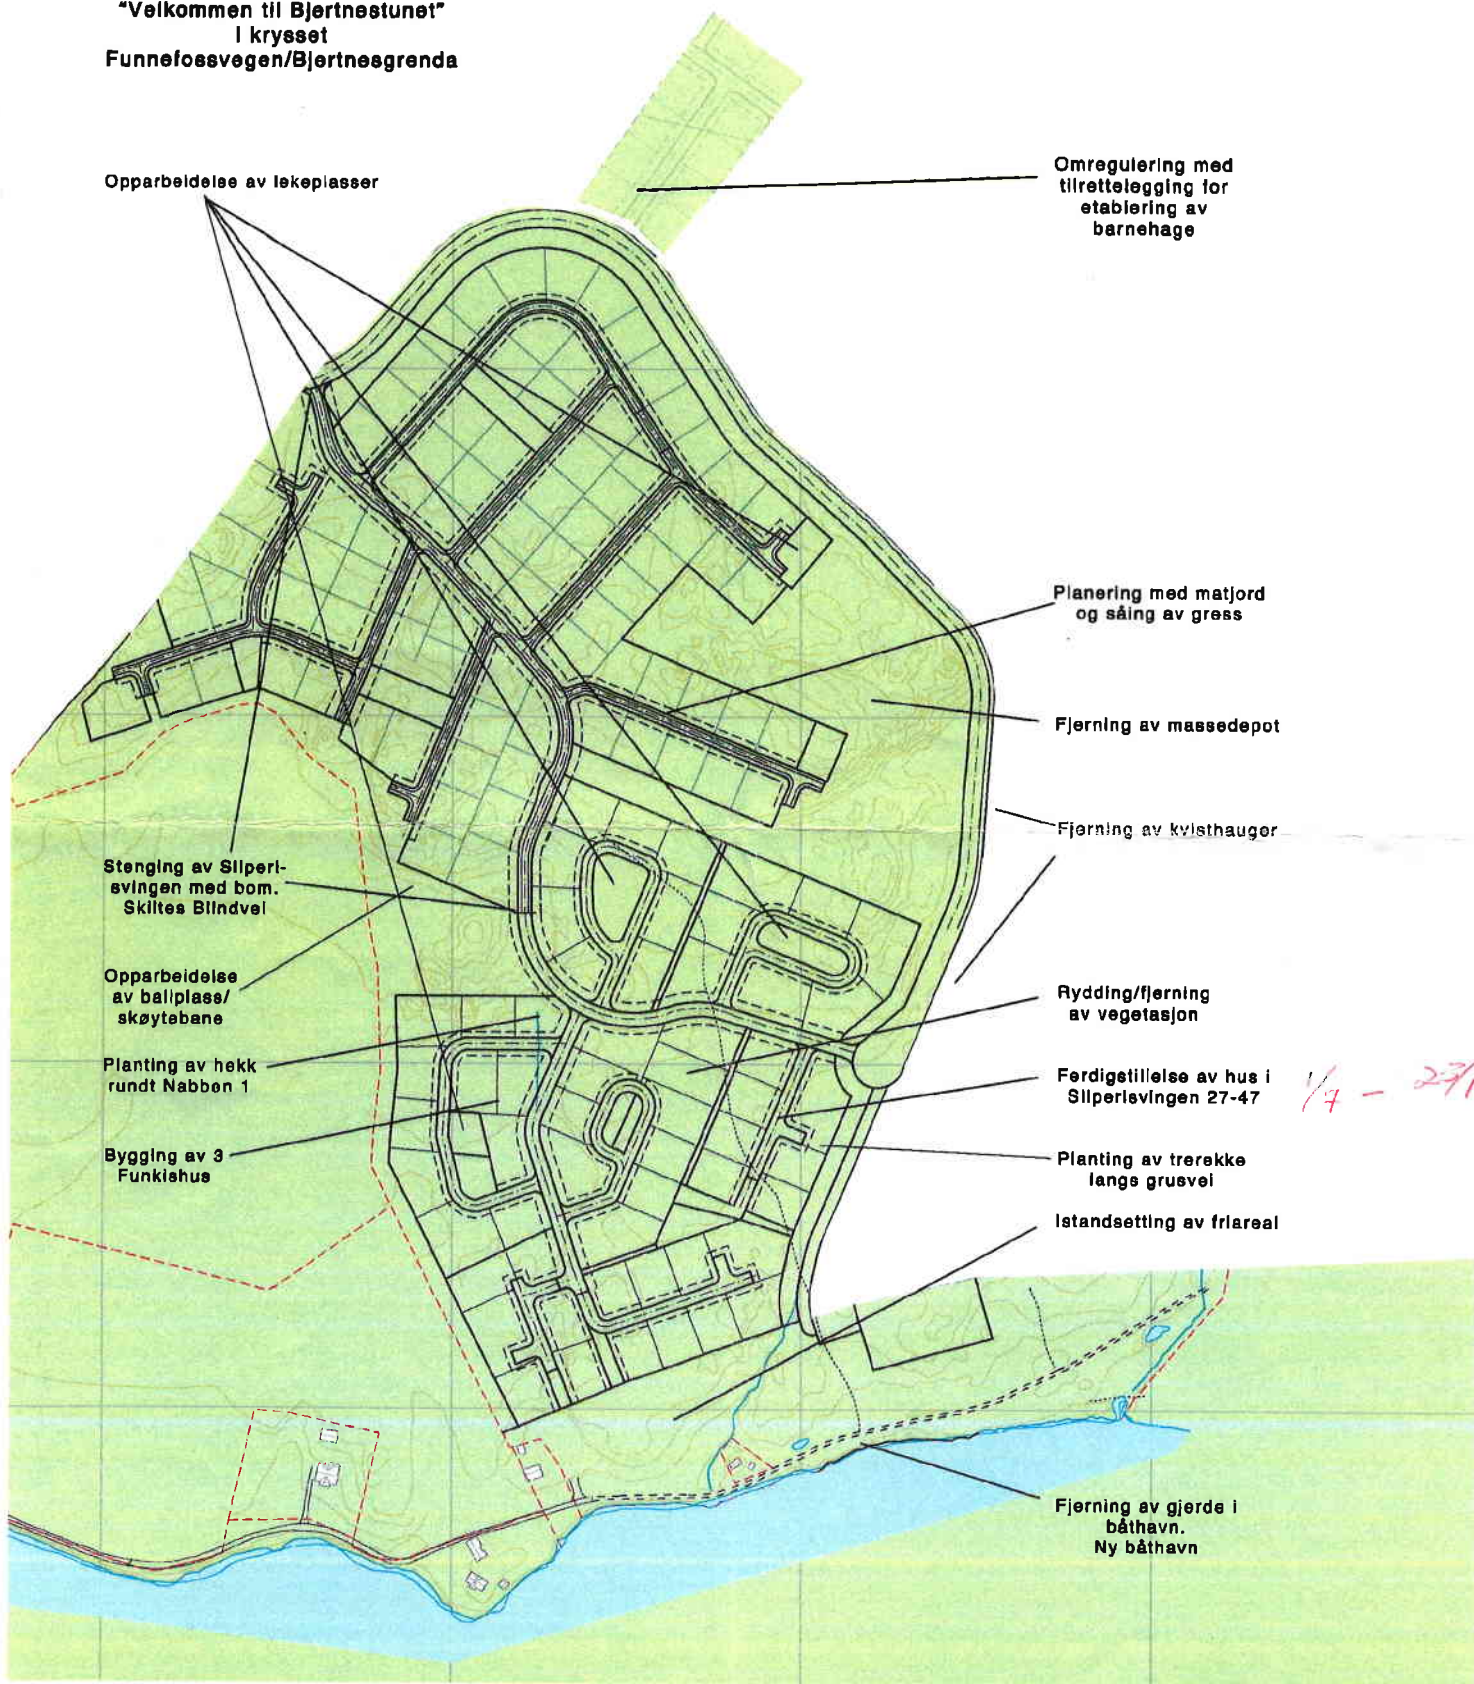 "Velkommen til Bjertnestunet"
i krysset
Funnefossvegen/Bjertnesgrenda
Opparbeidelse av lekeplasser
Omregulering med
tilrettelegging for
etablering av
barnehage
Planering med matjord
og såing av gress
Fjerning av massedepot
Fjerning av kvisthauger
Stenging av Sliperi-
svingen med bom.
Skiltes Blindvei
Opparbeidelse
av ballplass/
skøytebane
Rydding/fjerning
av vegetasjon
Planting av hekk
rundt Nabben 1
Ferdigstillelse av hus i
Sliperisvingen 27-47
1/7 -
Bygging av 3
Funkishus
Planting av trerekke
langs grusvei
Istandsetting av friareal
Fjerning av gjerde i
båthavn.
Ny båthavn